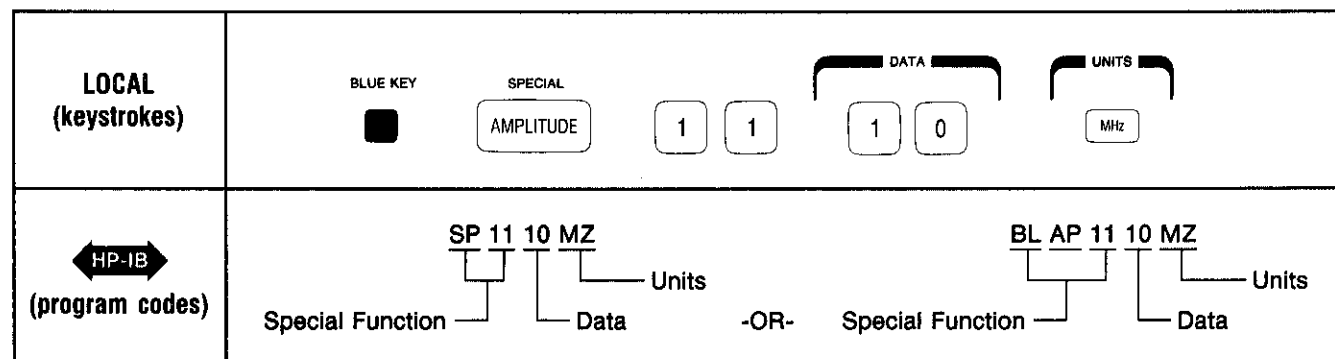 LOCAL
(keystrokes)
BLUE KEY
SPECIAL
AMPLITUDE
1 1
DATA
1 0
UNITS
MHz
HP-IB
(program codes)
SP 11 10 MZ
Units
Special Function
Data
-OR-
BL AP 11 10 MZ
Units
Special Function
Data